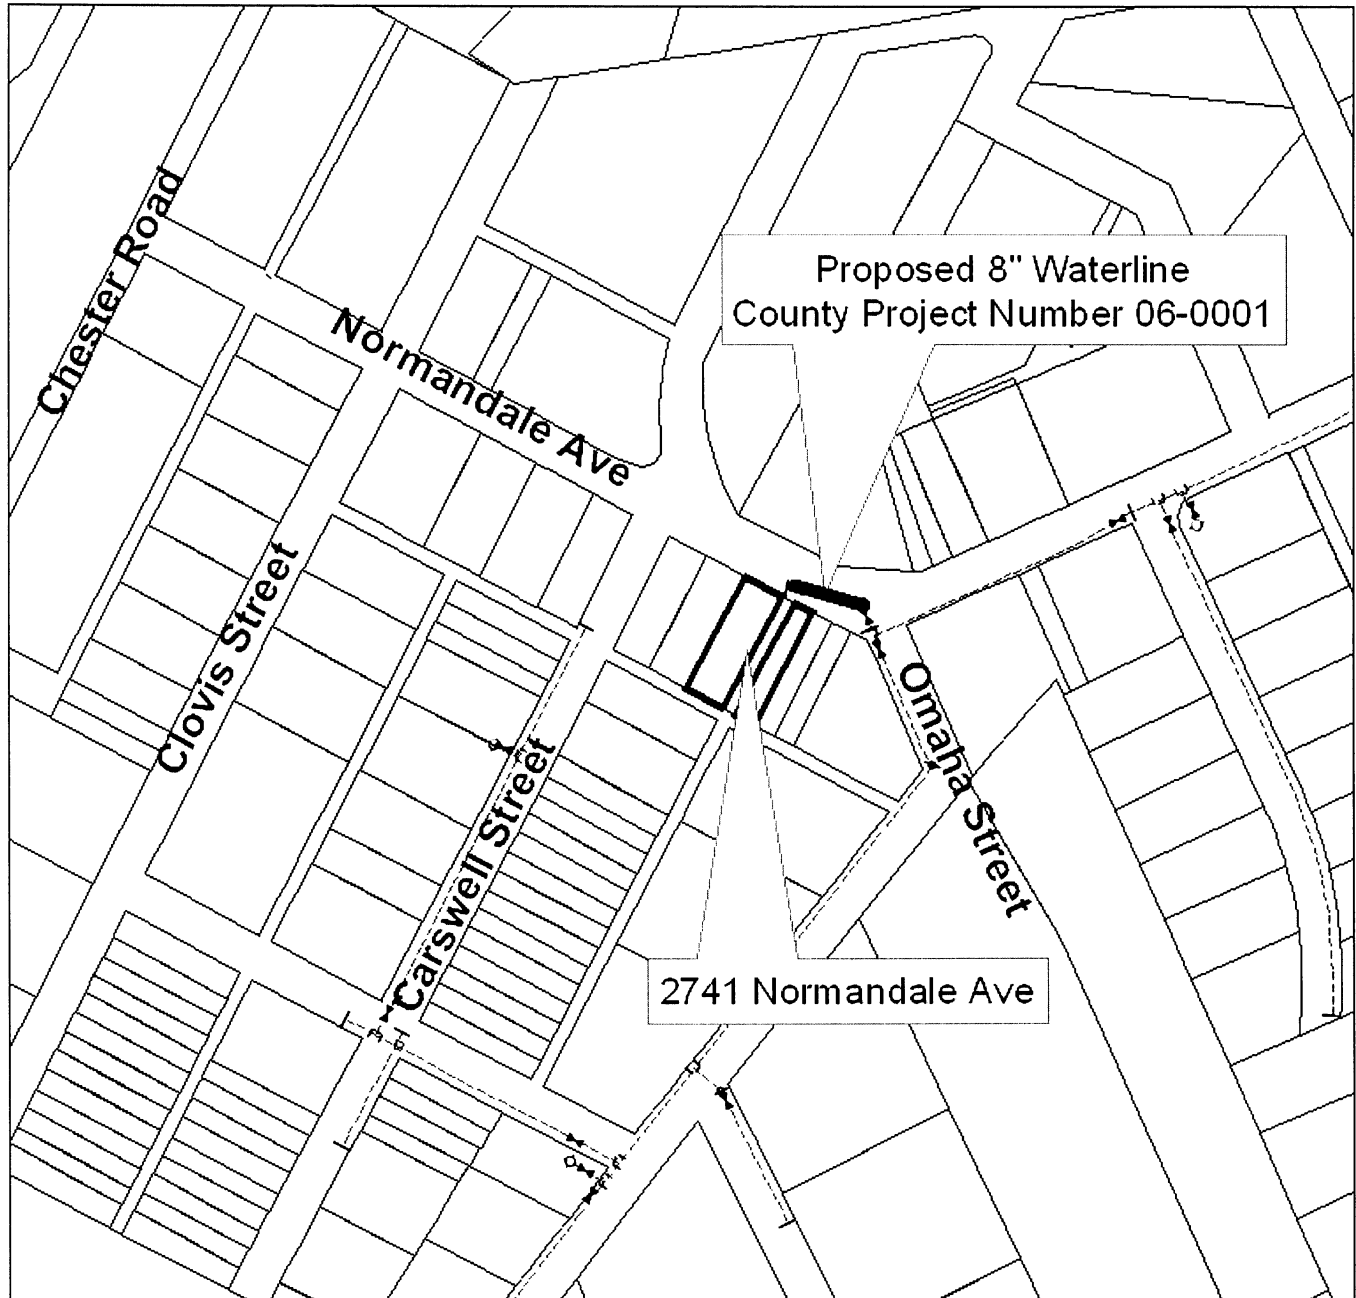 Chester Road
Normandale Ave
Proposed 8" Waterline
County Project Number 06-0001
Clovis Street
Carswell Street
Omaha Street
2741 Normandale Ave